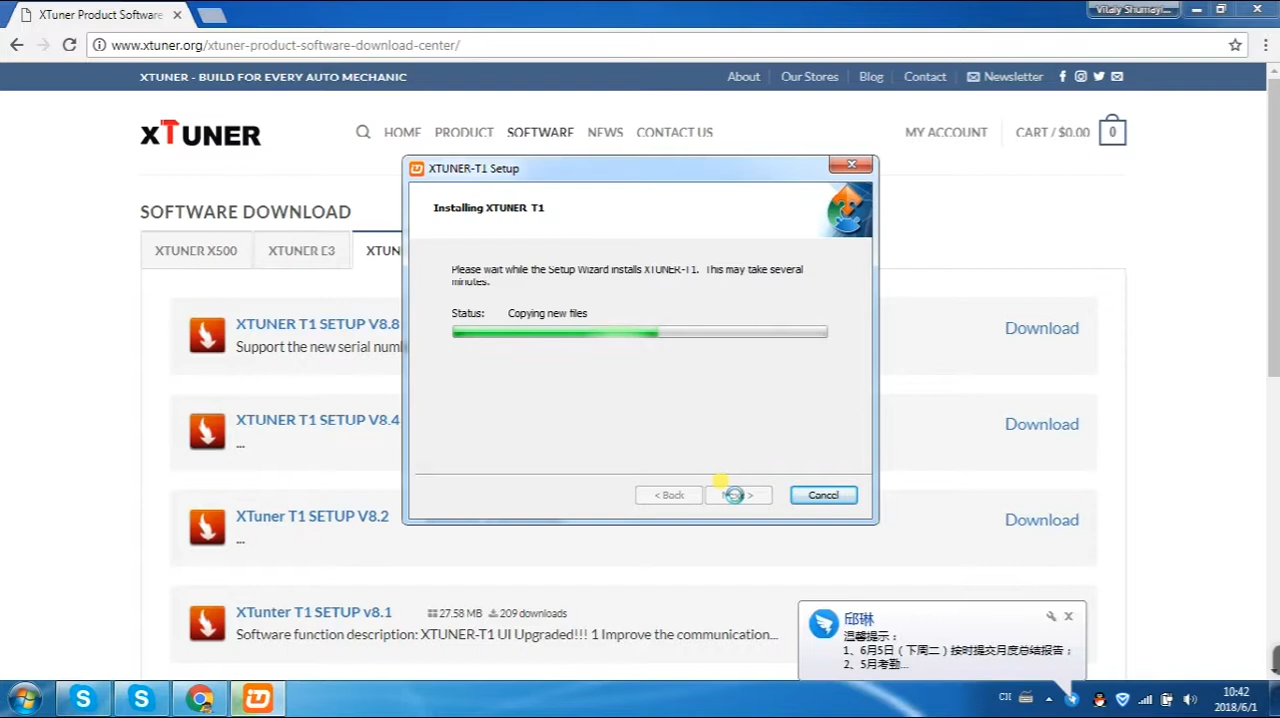 XTuner Product Software
Vitaly Shumayl...
www.xtuner.org/xtuner-product-software-download-center/
XTUNER - BUILD FOR EVERY AUTO MECHANIC
About
Our Stores
Blog
Contact
Newsletter
XTUNER
HOME
PRODUCT
SOFTWARE
NEWS
CONTACT US
MY ACCOUNT
CART / $0.00
0
XTUNER-T1 Setup
Installing XTUNER T1
SOFTWARE DOWNLOAD
XTUNER X500
XTUNER E3
XTUN
Please wait while the Setup Wizard installs XTUNER-T1. This may take several
minutes.
Status: Copying new files
XTUNER T1 SETUP V8.8
Support the new serial num
Download
XTUNER T1 SETUP V8.4
...
Download
< Back
Cancel
XTuner T1 SETUP V8.2
...
Download
XTunter T1 SETUP v8.1
27.58 MB
209 downloads
Software function description: XTUNER-T1 UI Upgraded!!! 1 Improve the communication...
邱琳
温馨提示：
1、6月5日（下周二）按时提交月度总结报告；
2、5月考勤...
CH
10:42
2018/6/1